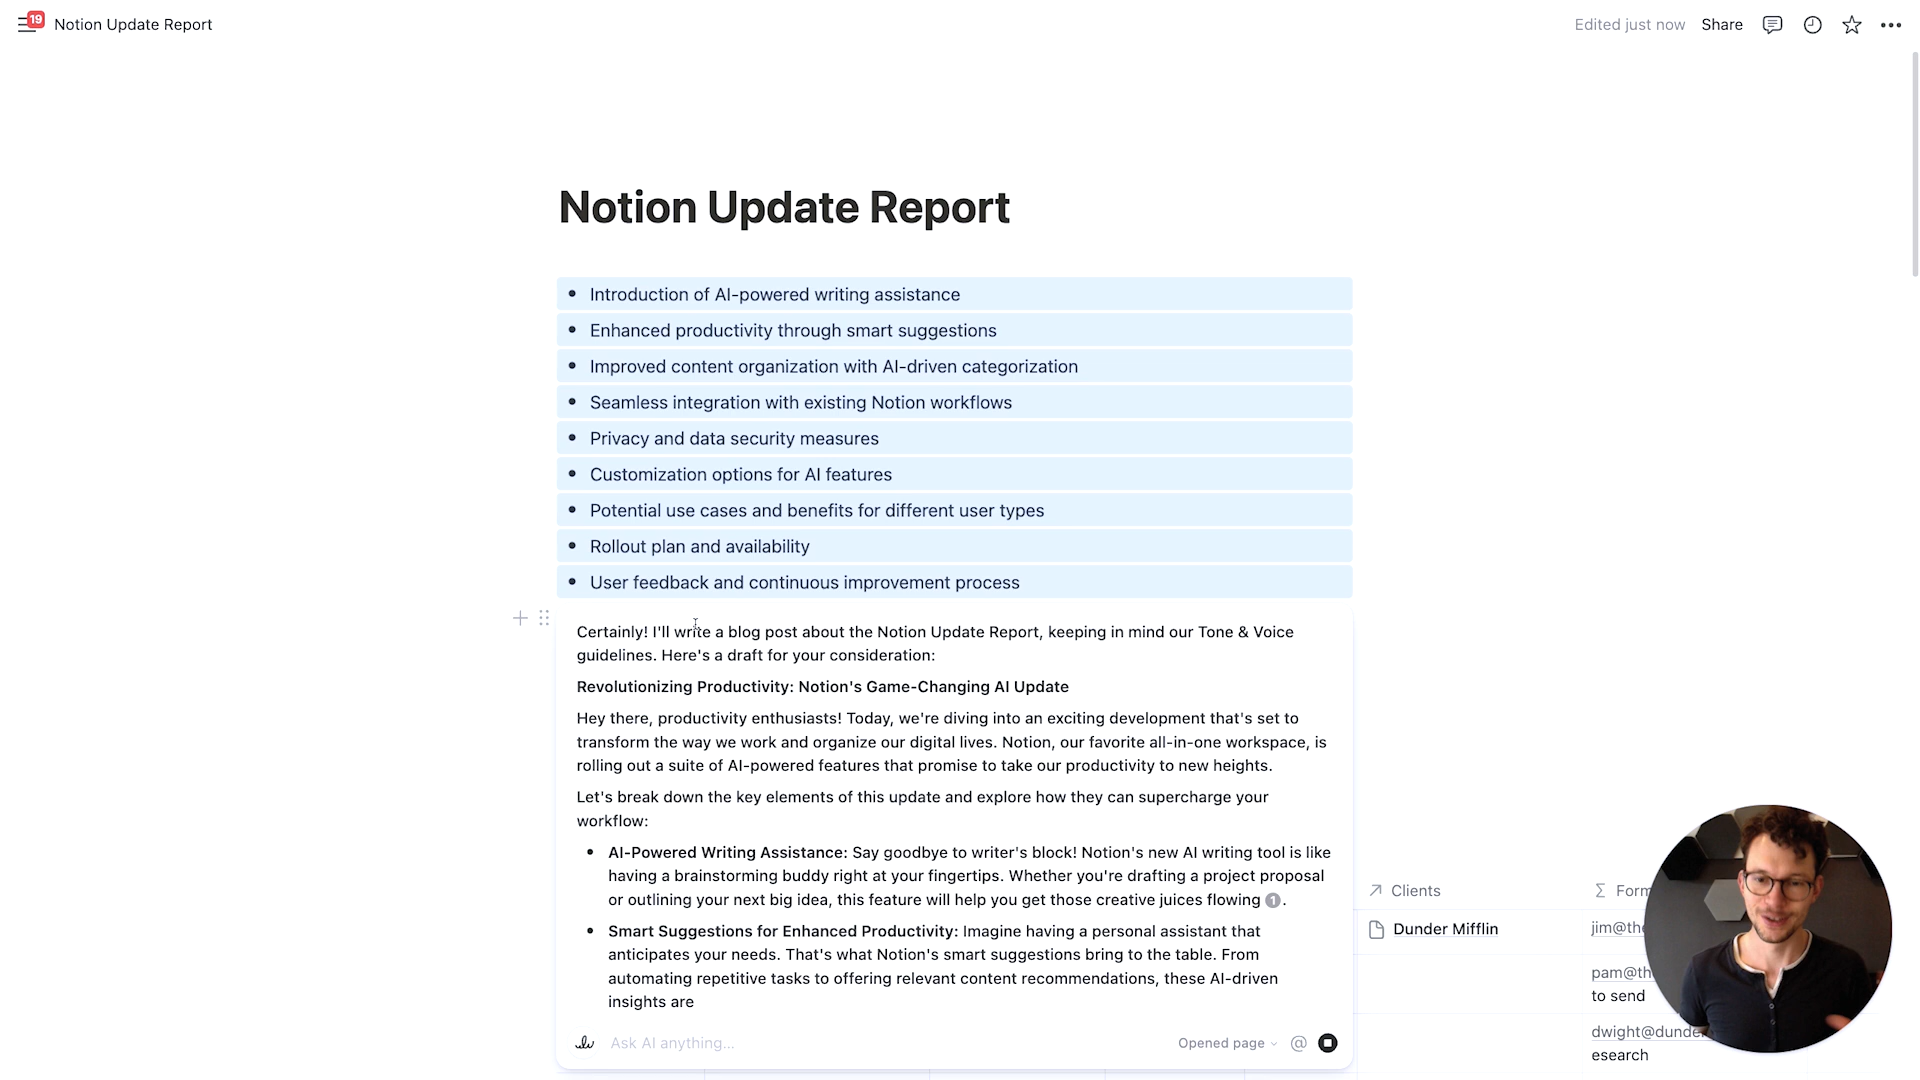 19
Notion Update Report
Edited just now
Share
Notion Update Report
• Introduction of AI-powered writing assistance
• Enhanced productivity through smart suggestions
• Improved content organization with AI-driven categorization
• Seamless integration with existing Notion workflows
• Privacy and data security measures
• Customization options for AI features
• Potential use cases and benefits for different user types
• Rollout plan and availability
• User feedback and continuous improvement process
Certainly! I'll write a blog post about the Notion Update Report, keeping in mind our Tone & Voice
guidelines. Here's a draft for your consideration:
Revolutionizing Productivity: Notion's Game-Changing AI Update
Hey there, productivity enthusiasts! Today, we're diving into an exciting development that's set to
transform the way we work and organize our digital lives. Notion, our favorite all-in-one workspace, is
rolling out a suite of AI-powered features that promise to take our productivity to new heights.
Let's break down the key elements of this update and explore how they can supercharge your
workflow:
• AI-Powered Writing Assistance: Say goodbye to writer's block! Notion's new AI writing tool is like
having a brainstorming buddy right at your fingertips. Whether you're drafting a project proposal
or outlining your next big idea, this feature will help you get those creative juices flowing 1.
• Smart Suggestions for Enhanced Productivity: Imagine having a personal assistant that
anticipates your needs. That's what Notion's smart suggestions bring to the table. From
automating repetitive tasks to offering relevant content recommendations, these AI-driven
insights are
Ask AI anything...
Opened page
@
Clients
Σ
Dunder Mifflin
to send
esearch